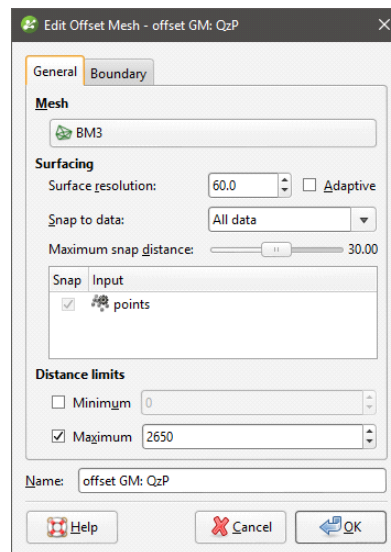 Edit Offset Mesh - offset GM: QzP
General Boundary
Mesh
BM3
Surfacing
Surface resolution: 60.0 Adaptive
Snap to data: All data
Maximum snap distance: 30.00
Snap Input
points
Distance limits
Minimum 0
Maximum 2650
Name: offset GM: QzP
Help Cancel OK